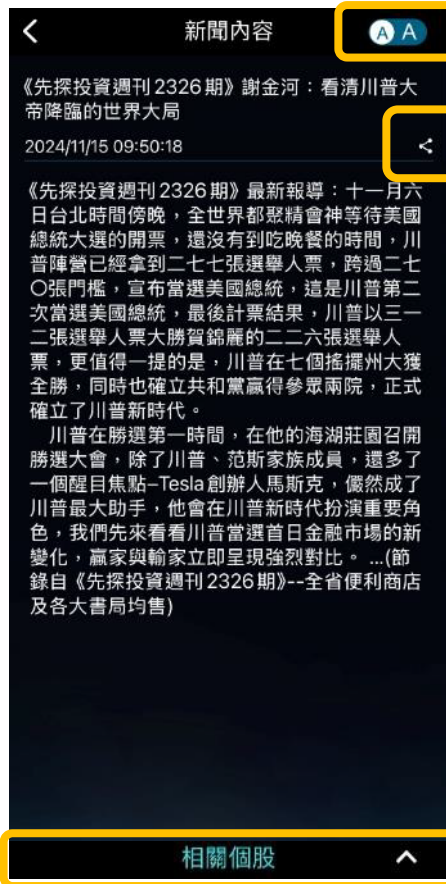 新聞內容
A A
《先探投資週刊2326期》謝金河：看清川普大
帝降臨的世界大局
2024/11/15 09:50:18
《先探投資週刊2326期》最新報導：十一月六
日台北時間傍晚，全世界都聚精會神等待美國
總統大選的開票，還沒有到吃晚餐的時間，川
普陣營已經拿到二七七張選舉人票，跨過二七
○張門檻，宣布當選美國總統，這是川普第二
次當選美國總統，最後計票結果，川普以三一
二張選舉人票大勝賀錦麗的二二六張選舉人
票，更值得一提的是，川普在七個搖擺州大獲
全勝，同時也確立共和黨贏得參眾兩院，正式
確立了川普新時代。
川普在勝選第一時間，在他的海湖莊園召開
勝選大會，除了川普、范斯家族成員，還多了
一個醒目焦點–Tesla創辦人馬斯克，儼然成了
川普最大助手，他會在川普新時代扮演重要角
色，我們先來看看川普當選首日金融市場的新
變化，贏家與輸家立即呈現強烈對比。 ...(節
錄自《先探投資週刊2326期》--全省便利商店
及各大書局均售)
相關個股